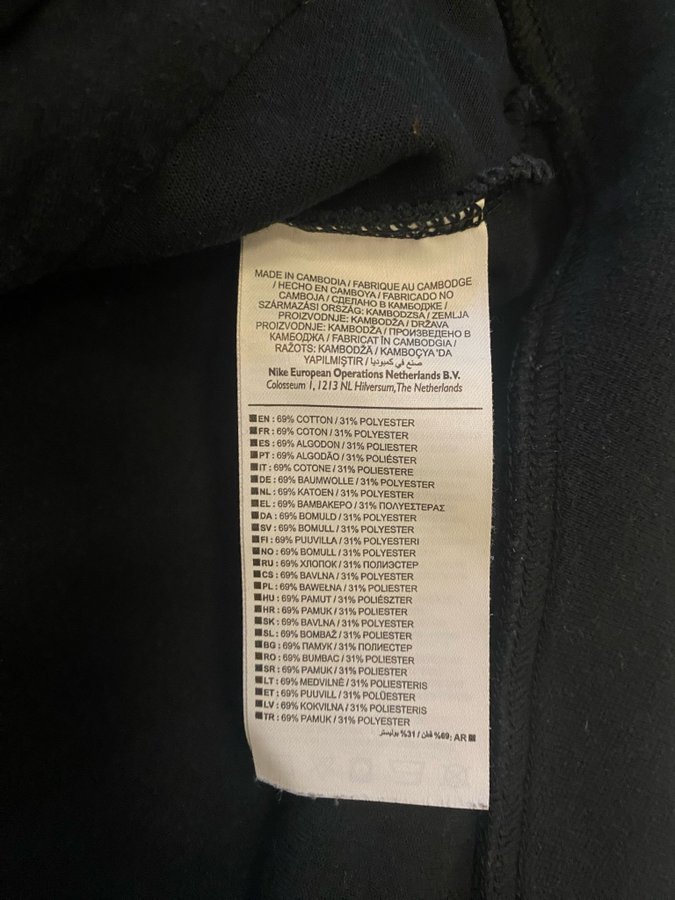 MADE IN CAMBODIA / FABRIQUE AU CAMBODGE
/ HECHO EN CAMBOYA / FABRICADO NO
CAMBOJA / СДЕЛАНО В КАМБОДЖЕ /
SZÁRMAZÁSI ORSZÁG: KAMBODZSA / ZEMLJA
PROIZVODNJE: KAMBODŽA / DRŽAVA
PROIZVODNJE: KAMBODŽA / ПРОИЗВЕДЕНО В
КАМБОДЖА / FABRICAT ÎN CAMBODGIA /
RAŽOTS: KAMBODŽĀ / KAMBOÇYA'DA
YAPILMIŞTIR / صنع في كمبوديا
Nike European Operations Netherlands B.V.
Colosseum 1, 1213 NL Hilversum, The Netherlands
EN : 69% COTTON / 31% POLYESTER
FR : 69% COTON / 31% POLYESTER
ES : 69% ALGODON / 31% POLIÉSTER
PT : 69% ALGODÃO / 31% POLIÉSTER
IT : 69% COTONE / 31% POLIESTERE
DE : 69% BAUMWOLLE / 31% POLYESTER
NL : 69% KATOEN / 31% POLYESTER
EL : 69% ΒΑΜΒΑΚΕΡΟ / 31% ΠΟΛΥΕΣΤΕΡΑΣ
DA : 69% BOMULD / 31% POLYESTER
SV : 69% BOMULL / 31% POLYESTER
FI : 69% PUUVILLA / 31% POLYESTERI
NO : 69% BOMULL / 31% POLYESTER
RU : 69% ХЛОПОК / 31% ПОЛИЭСТЕР
CS : 69% BAVLNA / 31% POLYESTER
PL : 69% BAWEŁNA / 31% POLYESTER
HU : 69% PAMUT / 31% POLIÉSZTER
HR : 69% PAMUK / 31% POLIESTER
SK : 69% BAVLNA / 31% POLYESTER
SL : 69% BOMBAŽ / 31% POLIESTER
BG : 69% ПАМУК / 31% ПОЛИЕСТЕР
RO : 69% BUMBAC / 31% POLIESTER
SR : 69% PAMUK / 31% POLIESTER
LT : 69% MEDVILNĖ / 31% POLIESTERIS
ET : 69% PUUVILL / 31% POLÜESTER
LV : 69% KOKVILNA / 31% POLIESTERIS
TR : 69% PAMUK / 31% POLYESTER
AR :69% قطن / 31% بوليستر